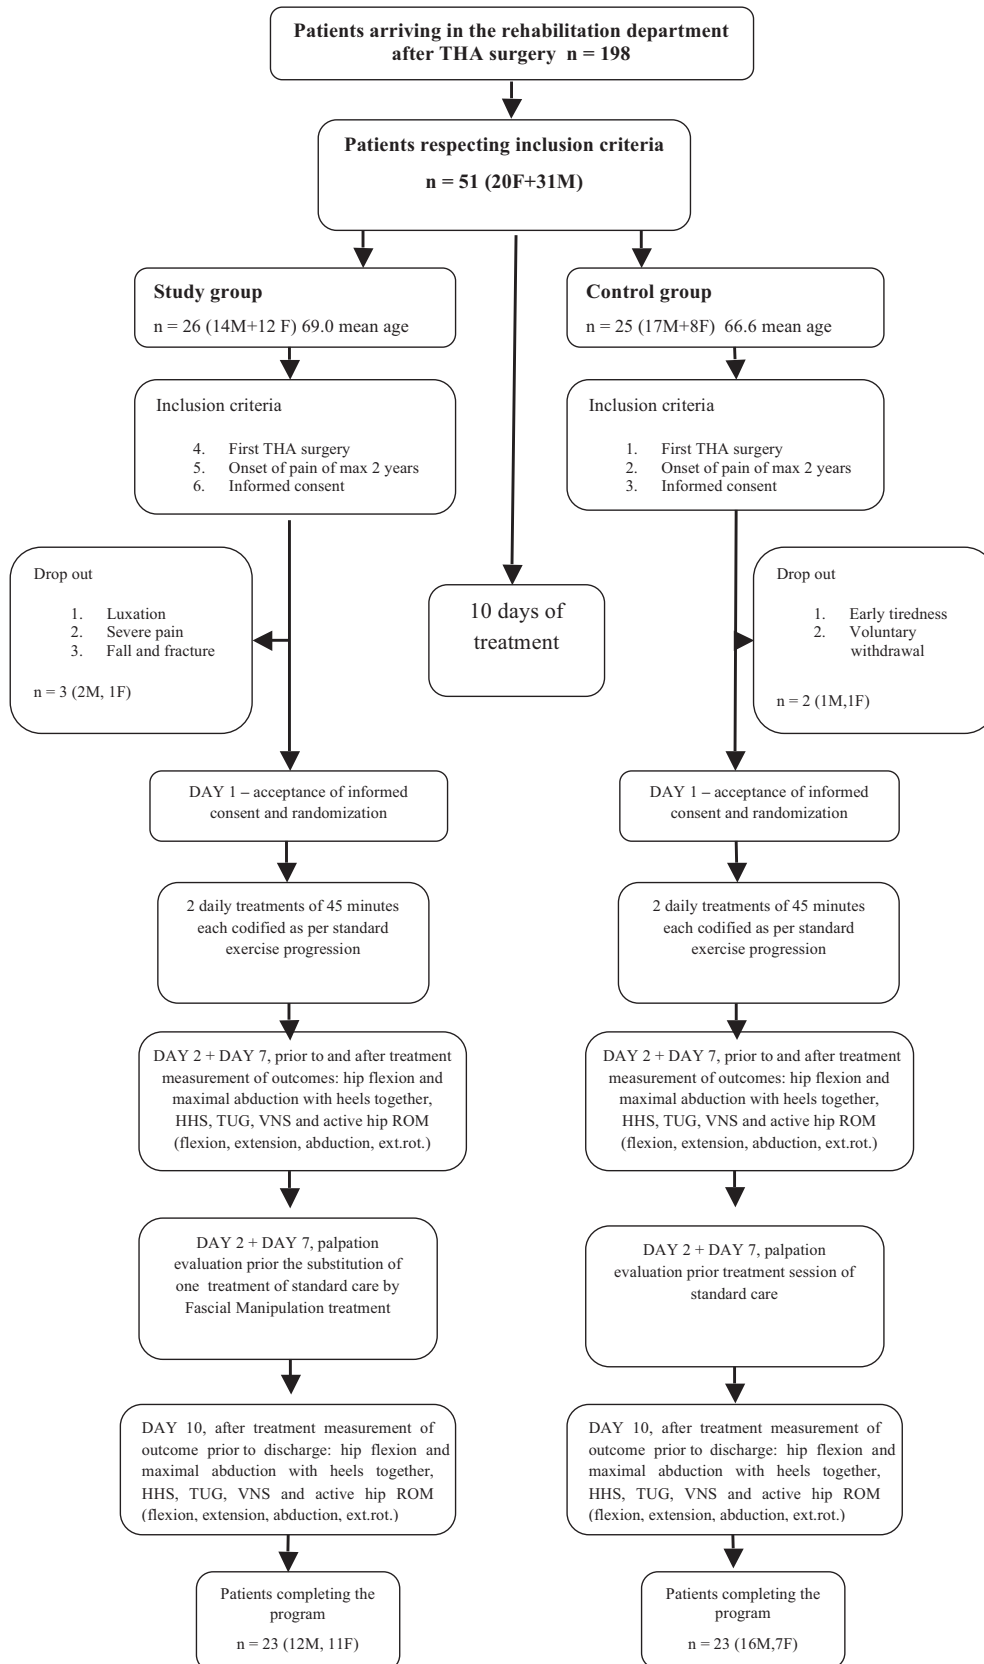 Patients arriving in the rehabilitation department
after THA surgery n = 198
Patients respecting inclusion criteria
n = 51 (20F+31M)
Study group
n = 26 (14M+12 F) 69.0 mean age
Control group
n = 25 (17M+8F) 66.6 mean age
Inclusion criteria
4. First THA surgery
5. Onset of pain of max 2 years
6. Informed consent
Inclusion criteria
1. First THA surgery
2. Onset of pain of max 2 years
3. Informed consent
Drop out
1. Luxation
2. Severe pain
3. Fall and fracture
n = 3 (2M, 1F)
10 days of
treatment
Drop out
1. Early tiredness
2. Voluntary
withdrawal
n = 2 (1M,1F)
DAY 1 – acceptance of informed
consent and randomization
DAY 1 – acceptance of informed
consent and randomization
2 daily treatments of 45 minutes
each codified as per standard
exercise progression
2 daily treatments of 45 minutes
each codified as per standard
exercise progression
DAY 2 + DAY 7, prior to and after treatment
measurement of outcomes: hip flexion and
maximal abduction with heels together,
HHS, TUG, VNS and active hip ROM
(flexion, extension, abduction, ext.rot.)
DAY 2 + DAY 7, prior to and after treatment
measurement of outcomes: hip flexion and
maximal abduction with heels together,
HHS, TUG, VNS and active hip ROM
(flexion, extension, abduction, ext.rot.)
DAY 2 + DAY 7, palpation
evaluation prior the substitution of
one treatment of standard care by
Fascial Manipulation treatment
DAY 2 + DAY 7, palpation
evaluation prior treatment session of
standard care
DAY 10, after treatment measurement of
outcome prior to discharge: hip flexion and
maximal abduction with heels together,
HHS, TUG, VNS and active hip ROM
(flexion, extension, abduction, ext.rot.)
DAY 10, after treatment measurement of
outcome prior to discharge: hip flexion and
maximal abduction with heels together,
HHS, TUG, VNS and active hip ROM
(flexion, extension, abduction, ext.rot.)
Patients completing the
program
n = 23 (12M, 11F)
Patients completing the
program
n = 23 (16M,7F)